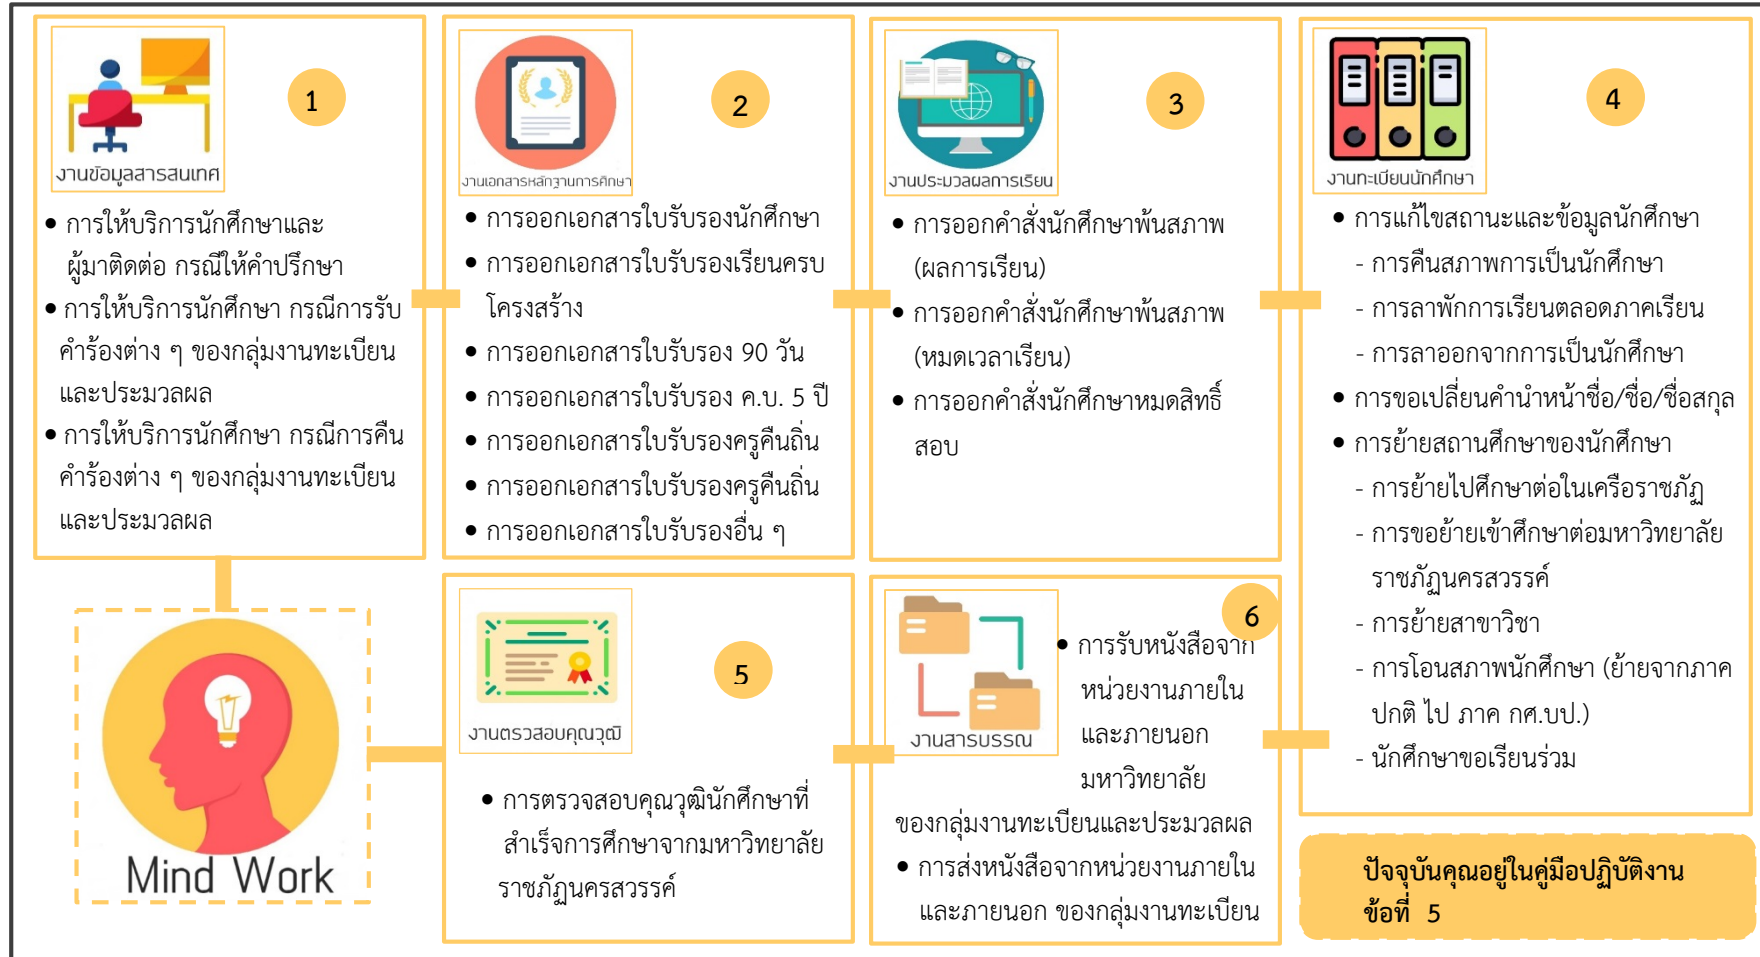 1
งานข้อมูลสารสนเทศ
• การให้บริการนักศึกษาและ
ผู้มาติดต่อ กรณีให้คำปรึกษา
• การให้บริการนักศึกษา กรณีการรับ
คำร้องต่าง ๆ ของกลุ่มงานทะเบียน
และประมวลผล
• การให้บริการนักศึกษา กรณีการคืน
คำร้องต่าง ๆ ของกลุ่มงานทะเบียน
และประมวลผล
2
งานเอกสารหลักฐานการศึกษา
• การออกเอกสารใบรับรองนักศึกษา
• การออกเอกสารใบรับรองเรียนครบ
โครงสร้าง
• การออกเอกสารใบรับรอง 90 วัน
• การออกเอกสารใบรับรอง ค.บ. 5 ปี
• การออกเอกสารใบรับรองครูคืนถิ่น
• การออกเอกสารใบรับรองครูคืนถิ่น
• การออกเอกสารใบรับรองอื่น ๆ
3
งานประมวลผลการเรียน
• การออกคำสั่งนักศึกษาพ้นสภาพ
(ผลการเรียน)
• การออกคำสั่งนักศึกษาพ้นสภาพ
(หมดเวลาเรียน)
• การออกคำสั่งนักศึกษาหมดสิทธิ์
สอบ
4
งานทะเบียนนักศึกษา
• การแก้ไขสถานะและข้อมูลนักศึกษา
- การคืนสภาพการเป็นนักศึกษา
- การลาพักการเรียนตลอดภาคเรียน
- การลาออกจากการเป็นนักศึกษา
• การขอเปลี่ยนคำนำหน้าชื่อ/ชื่อ/ชื่อสกุล
• การย้ายสถานศึกษาของนักศึกษา
- การย้ายไปศึกษาต่อในเครือราชภัฏ
- การขอย้ายเข้าศึกษาต่อมหาวิทยาลัย
ราชภัฏนครสวรรค์
- การย้ายสาขาวิชา
- การโอนสภาพนักศึกษา (ย้ายจากภาค
ปกติ ไป ภาค กศ.บป.)
- นักศึกษาขอเรียนร่วม
Mind Work
5
งานตรวสอบคุณวุฒิ
• การตรวจสอบคุณวุฒินักศึกษาที่
สำเร็จการศึกษาจากมหาวิทยาลัย
ราชภัฏนครสวรรค์
6
งานสารบรรณ
• การรับหนังสือจาก
หน่วยงานภายใน
และภายนอก
มหาวิทยาลัย
ของกลุ่มงานทะเบียนและประมวลผล
• การส่งหนังสือจากหน่วยงานภายใน
และภายนอก ของกลุ่มงานทะเบียน
ปัจจุบันคุณอยู่ในคู่มือปฏิบัติงาน
ข้อที่ 5